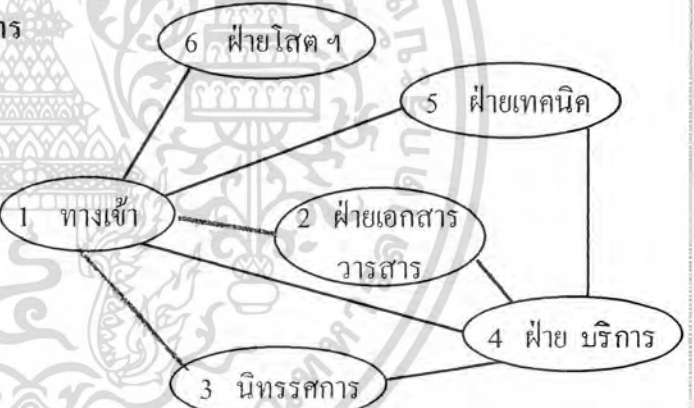 6 ฝ่ายโสต ฯ
5 ฝ่ายเทคนิค
1 ทางเข้า
2 ฝ่ายเอกสาร
วารสาร
4 ฝ่าย บริการ
3 นิทรรศการ